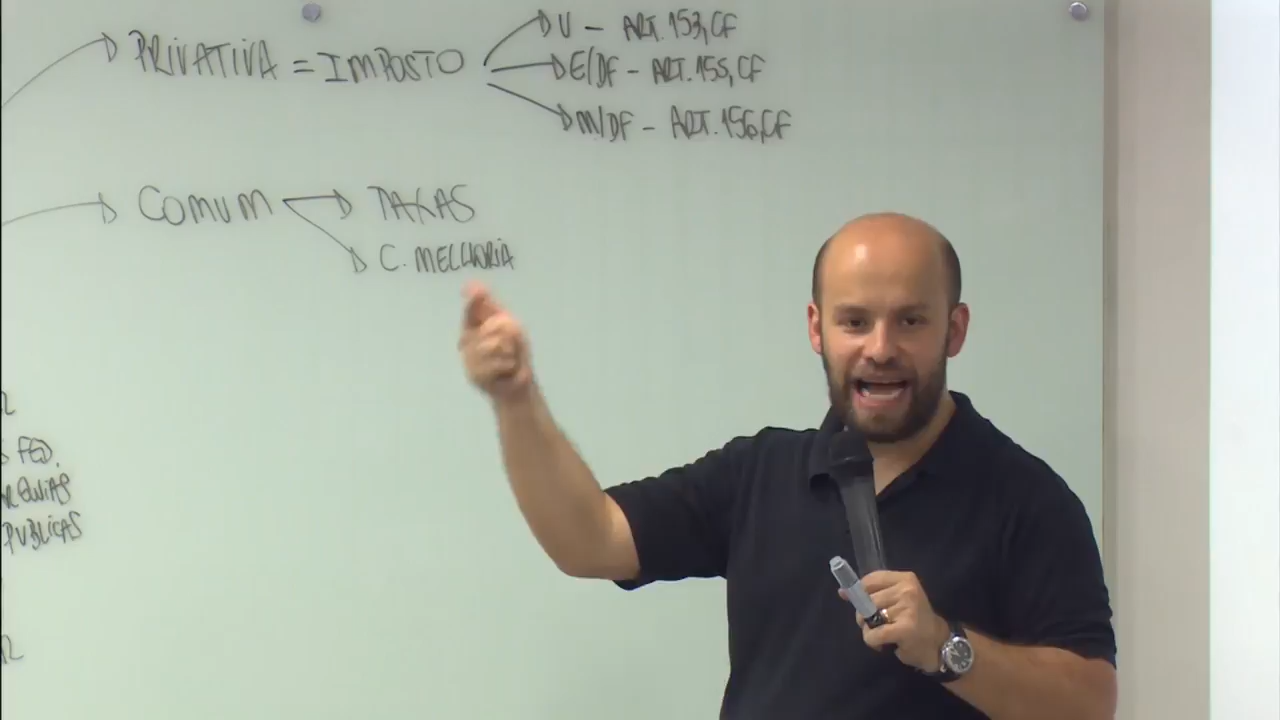 PRIVATIVA = IMPOSTO
U - ART. 153, CF
E/DF - ART. 155, CF
M/DF - ART. 156, CF
COMUM
TAXAS
C. MELHORIA
FED.
PUBLICAS